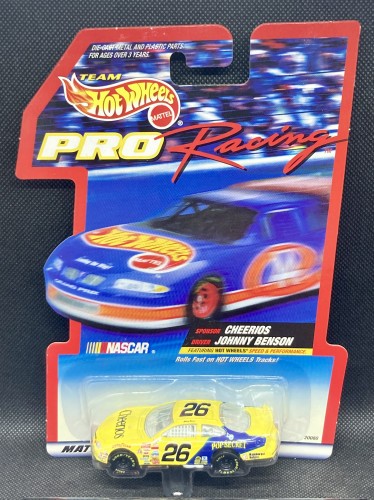 DIE-CAST METAL AND PLASTIC PARTS
FOR AGES OVER 3 YEARS.
TEAM
Hot Wheels
MATTEL
®
PRO Racing
Hot Wheels
SPONSOR CHEERIOS
DRIVER JOHNNY BENSON
FEATURING HOT WHEELS® SPEED & PERFORMANCE
Rolls Fast on HOT WHEELS Tracks!
NASCAR
MAT
26
Cheerios
26